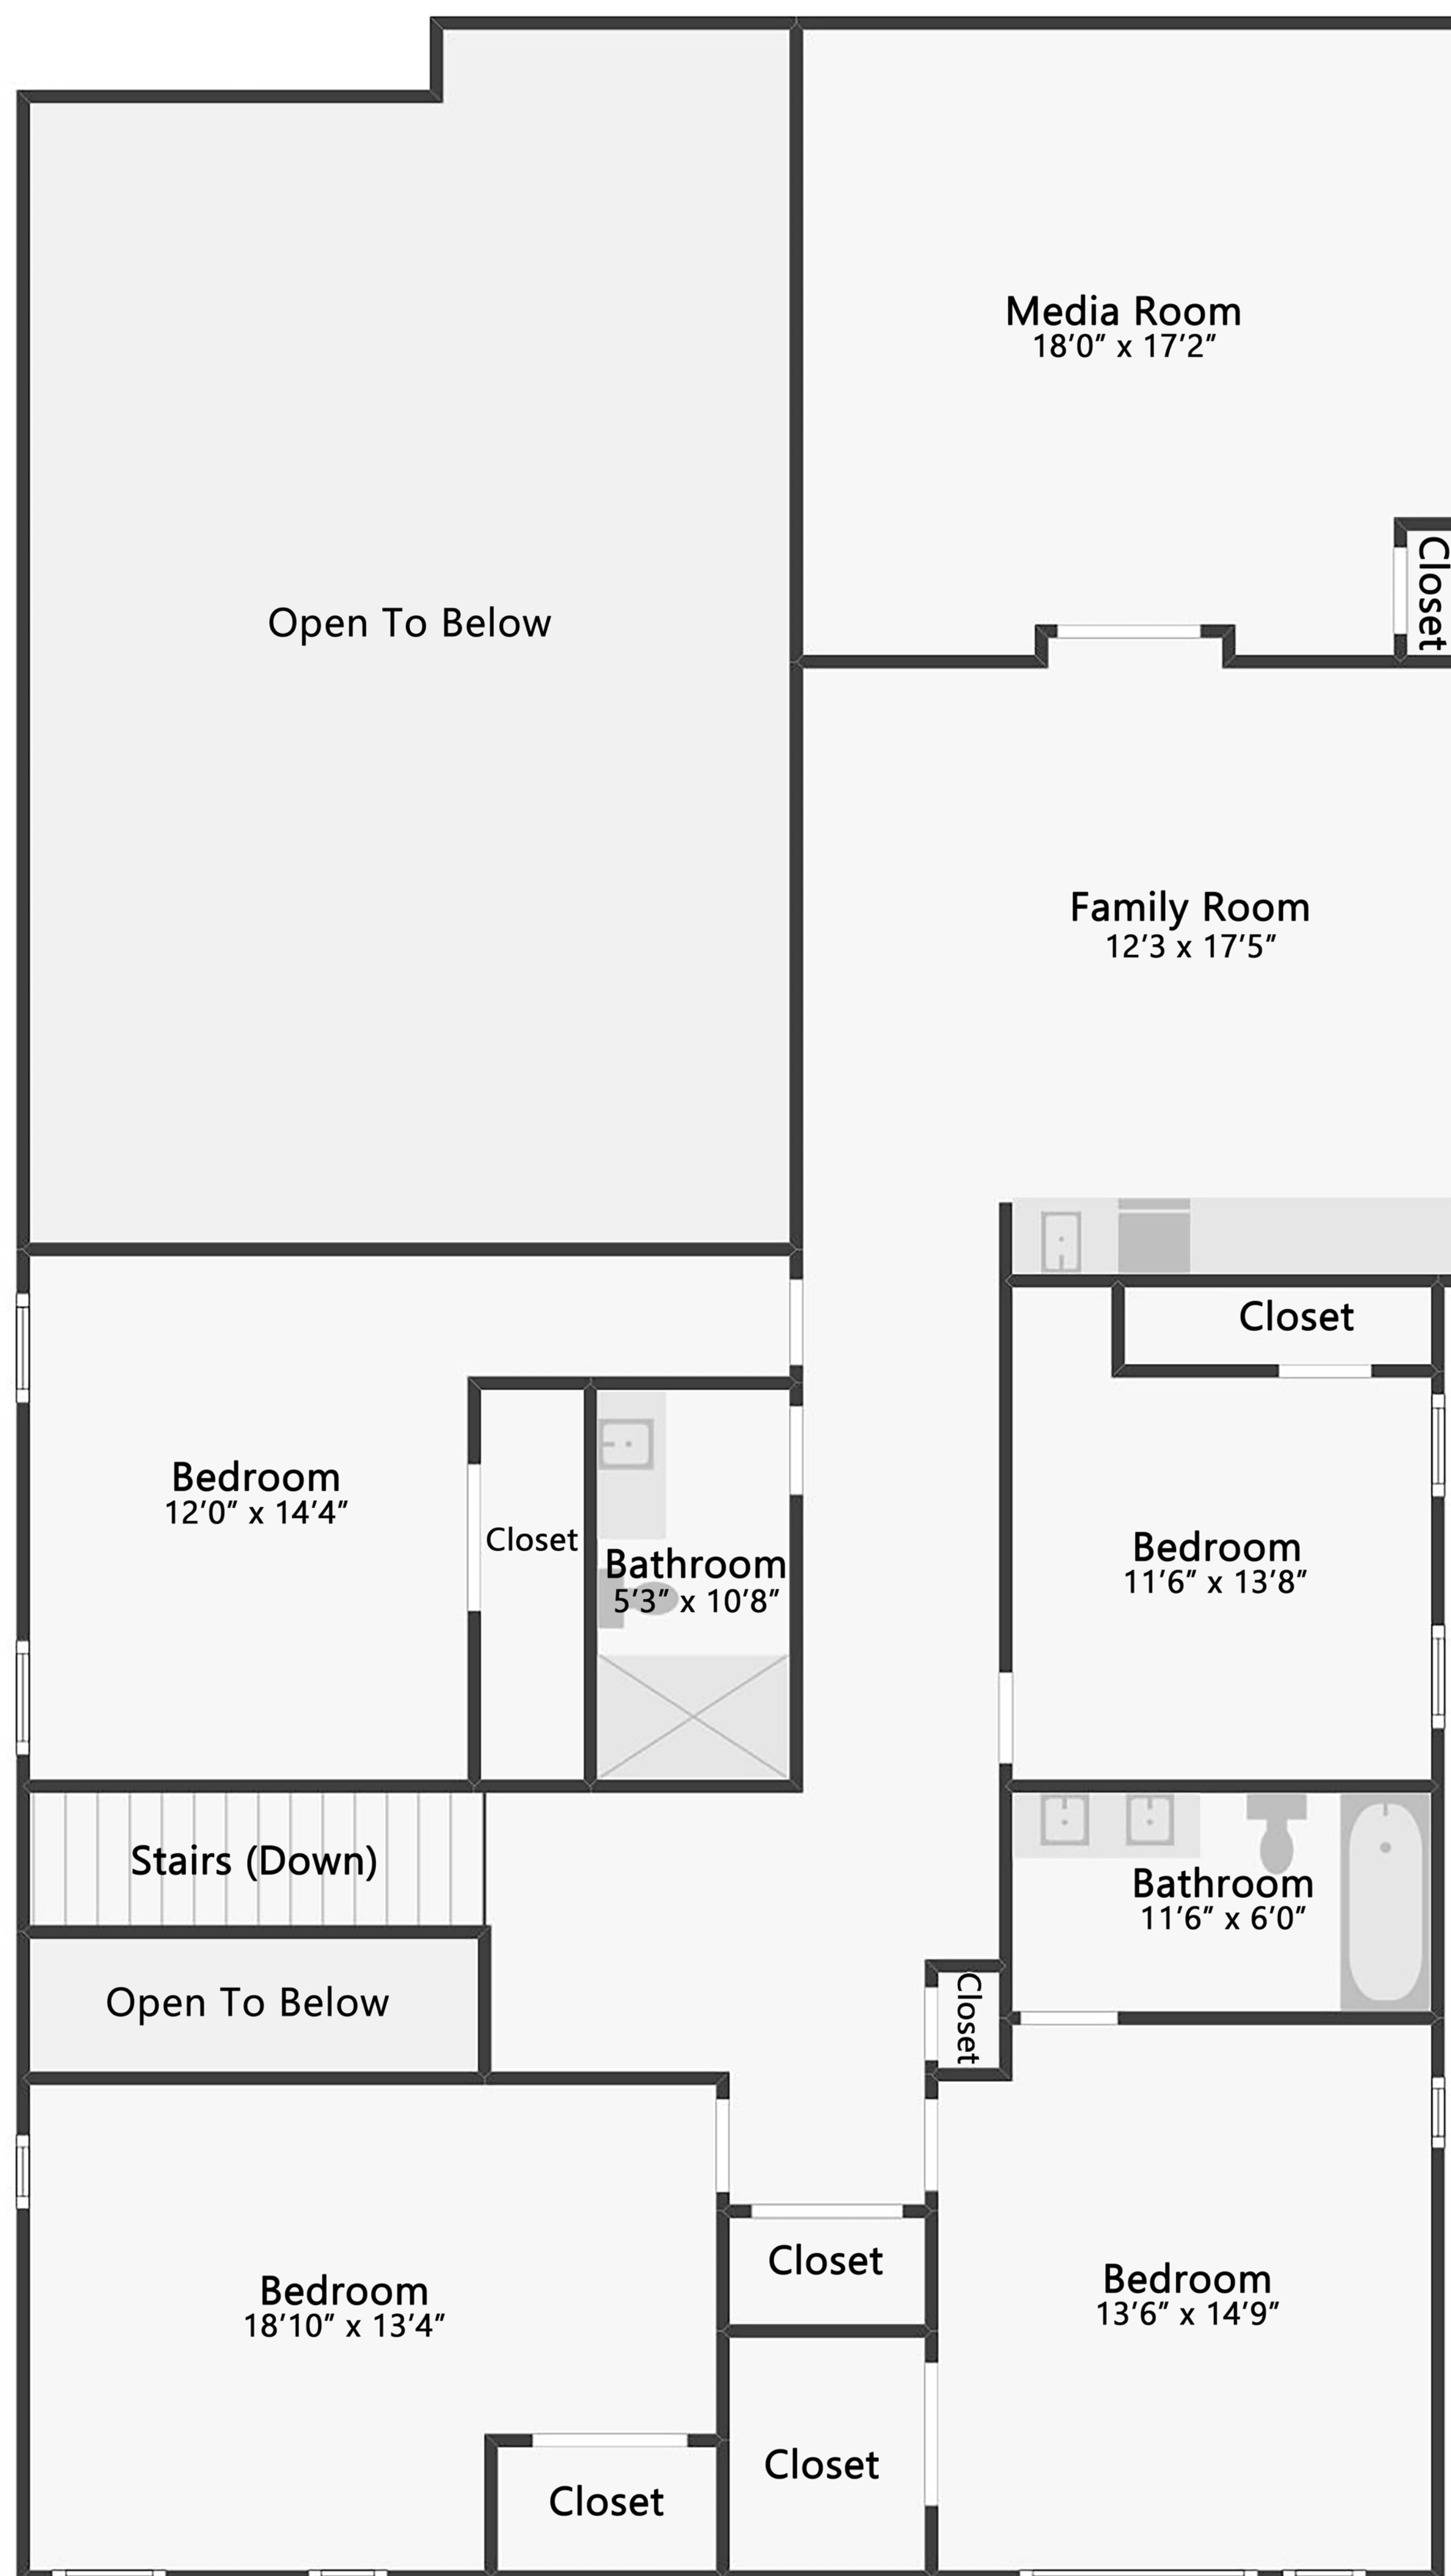 Media Room
18'0" x 17'2"
Closet
Open To Below
Family Room
12'3 x 17'5"
Closet
Bedroom
12'0" x 14'4"
Closet
Bathroom
5'3" x 10'8"
Bedroom
11'6" x 13'8"
Stairs (Down)
Bathroom
11'6" x 6'0"
Open To Below
Closet
Closet
Bedroom
18'10" x 13'4"
Bedroom
13'6" x 14'9"
Closet
Closet